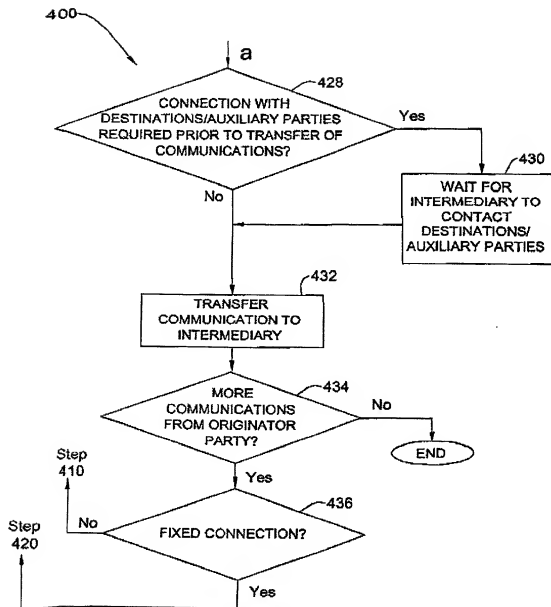 400
a
428
CONNECTION WITH
DESTINATIONS/AUXILIARY PARTIES
REQUIRED PRIOR TO TRANSFER OF
COMMUNICATIONS?
Yes
430
WAIT FOR
INTERMEDIARY TO
CONTACT
DESTINATIONS/
AUXILIARY PARTIES
No
432
TRANSFER
COMMUNICATION TO
INTERMEDIARY
434
MORE
COMMUNICATIONS
FROM ORIGINATOR
PARTY?
No
END
Yes
Step
410
436
No
FIXED CONNECTION?
Step
420
Yes